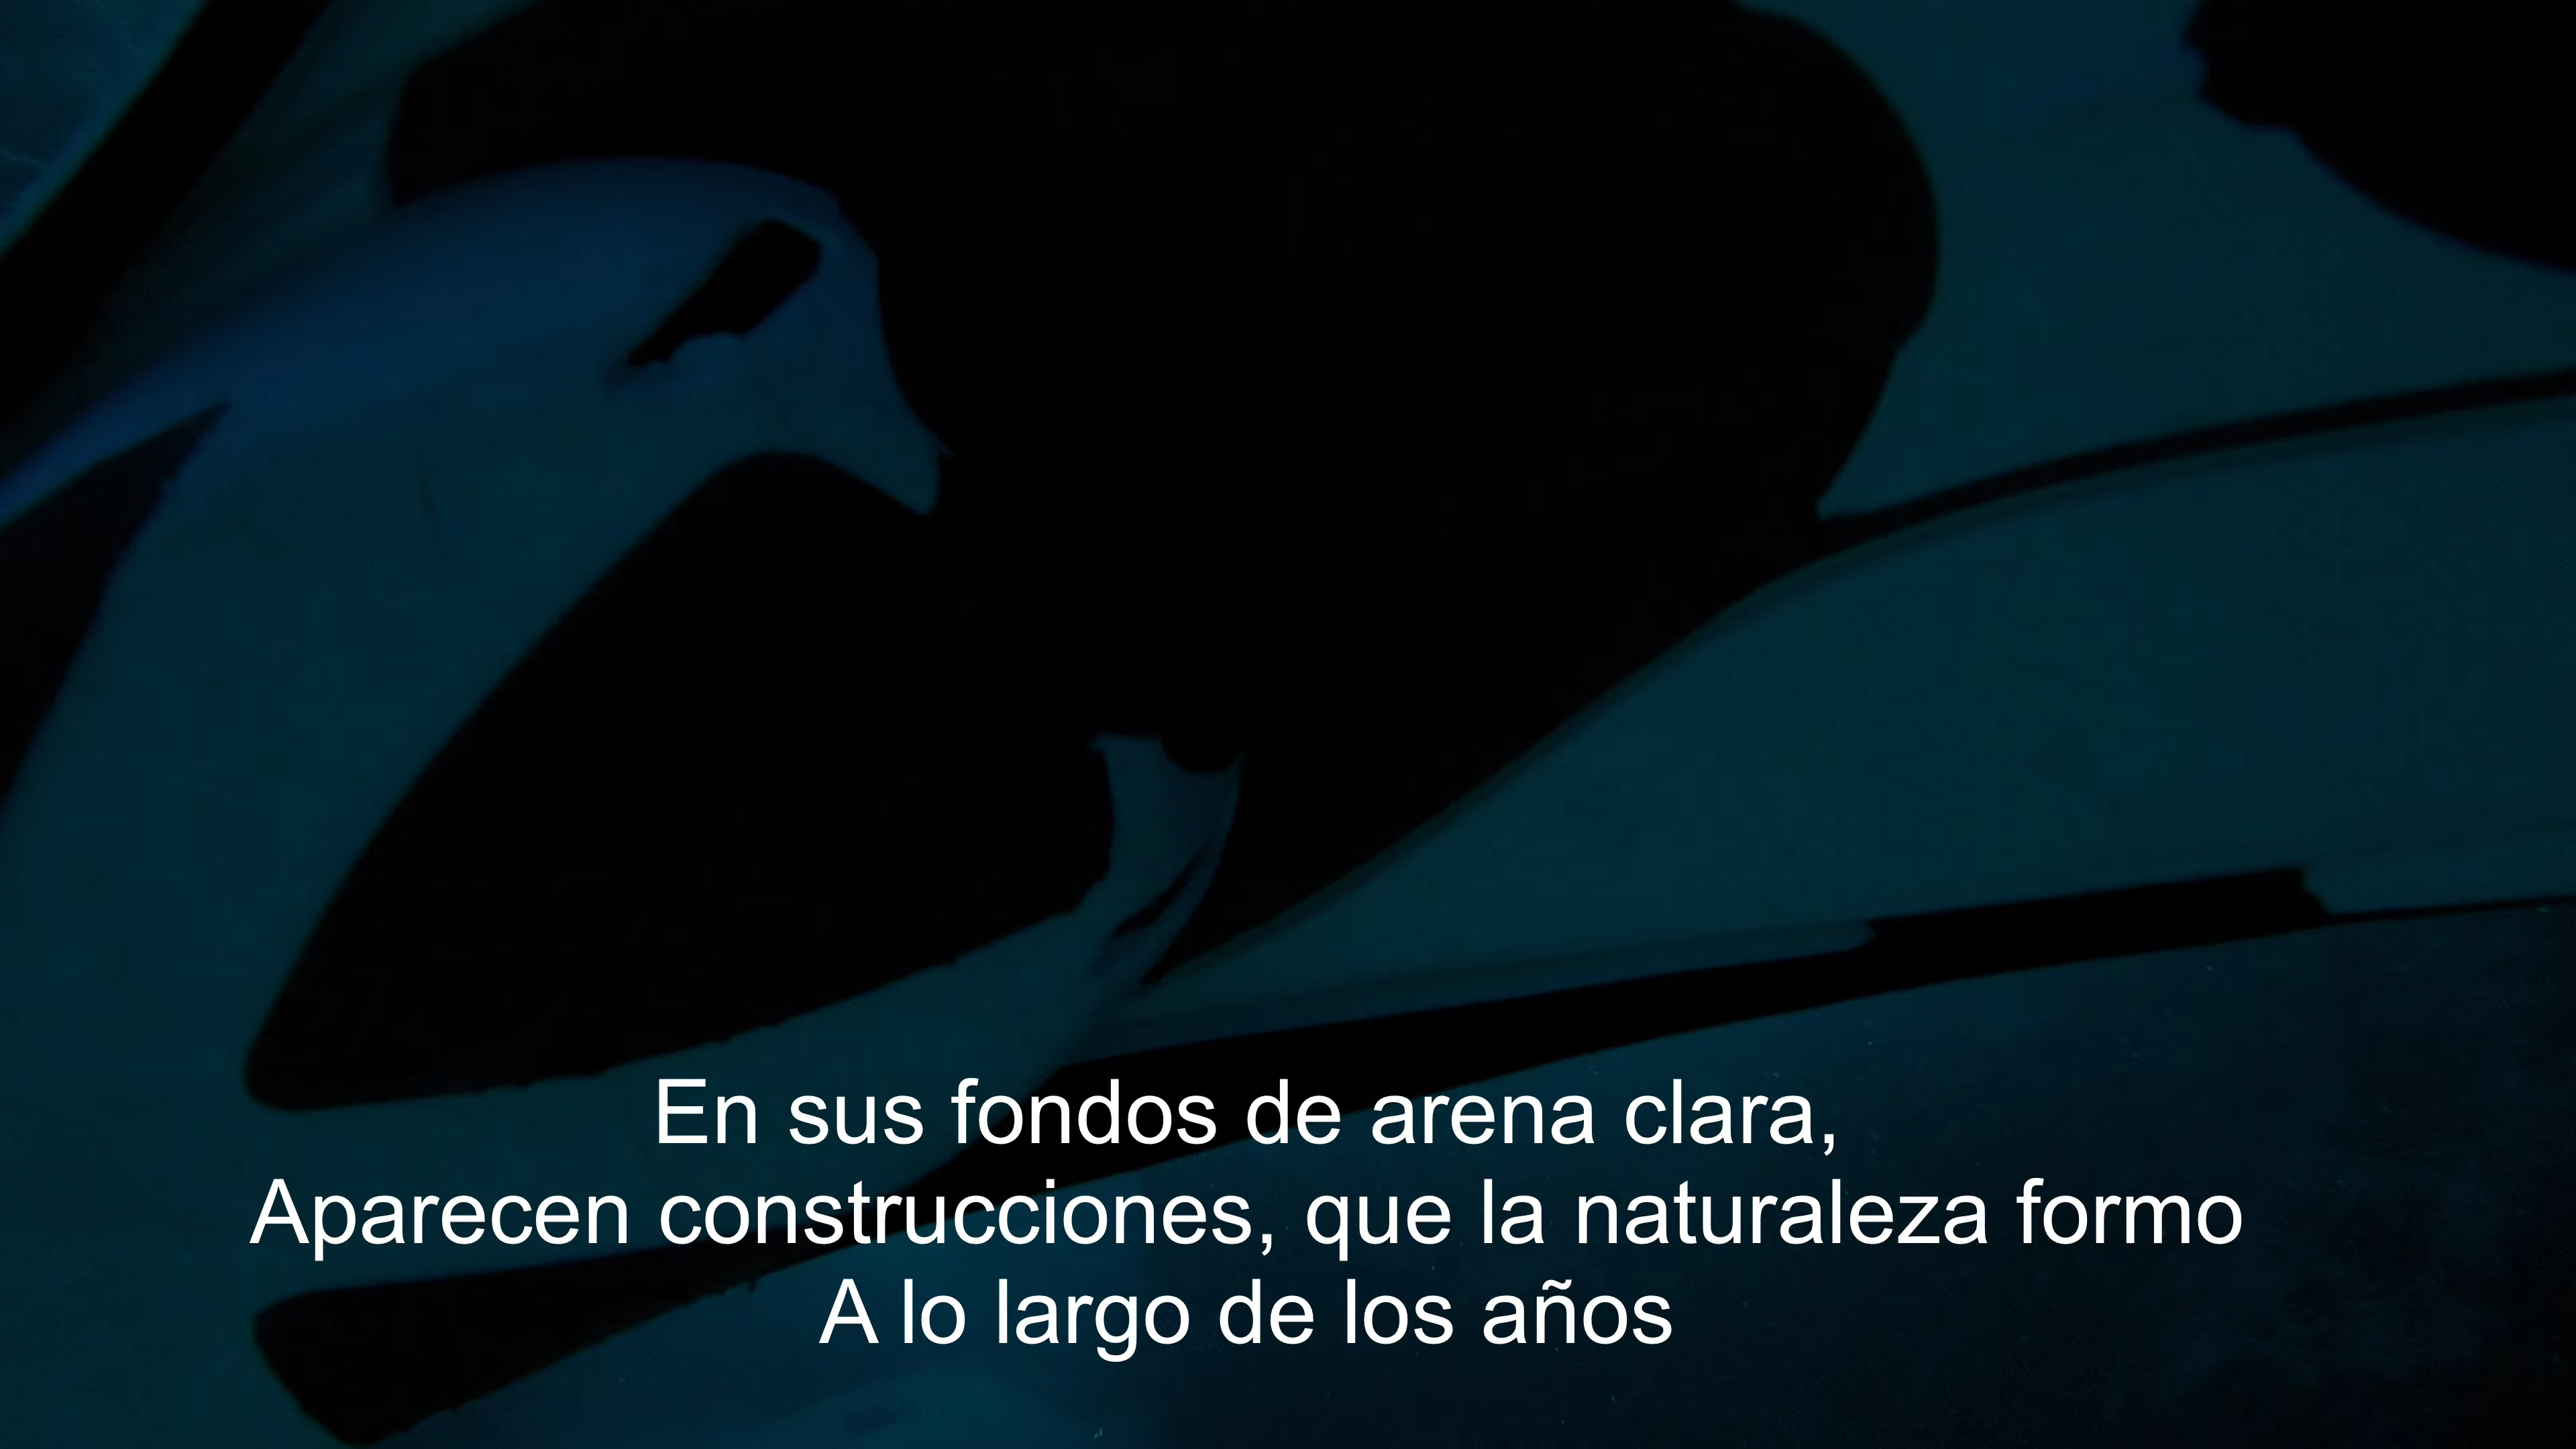 En sus fondos de arena clara,
Aparecen construcciones, que la naturaleza formo
A lo largo de los años